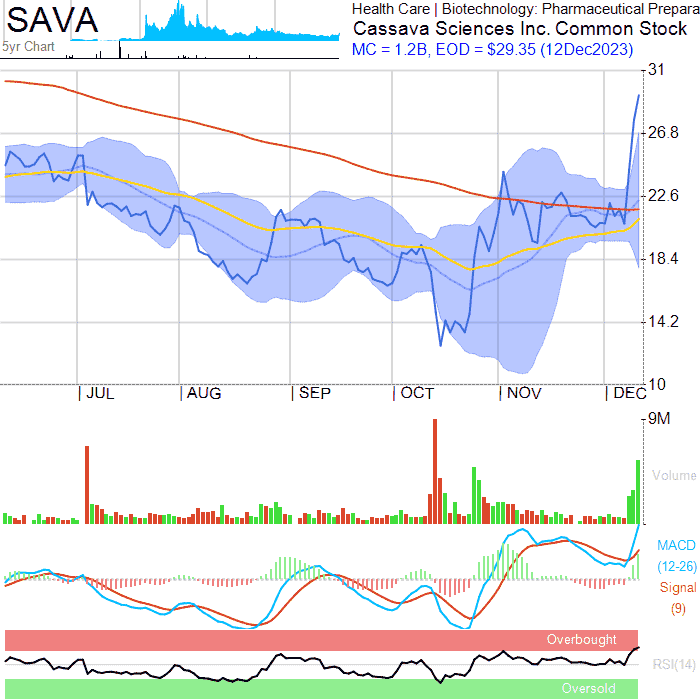 SAVA
5yr Chart
Health Care | Biotechnology: Pharmaceutical Prepara
Cassava Sciences Inc. Common Stock
MC = 1.2B, EOD = $29.35 (12Dec2023)
31
26.8
22.6
18.4
14.2
10
JUL AUG SEP OCT NOV DEC
9M
Volume
MACD
(12-26)
Signal
(9)
Overbought
RSI(14)
Oversold